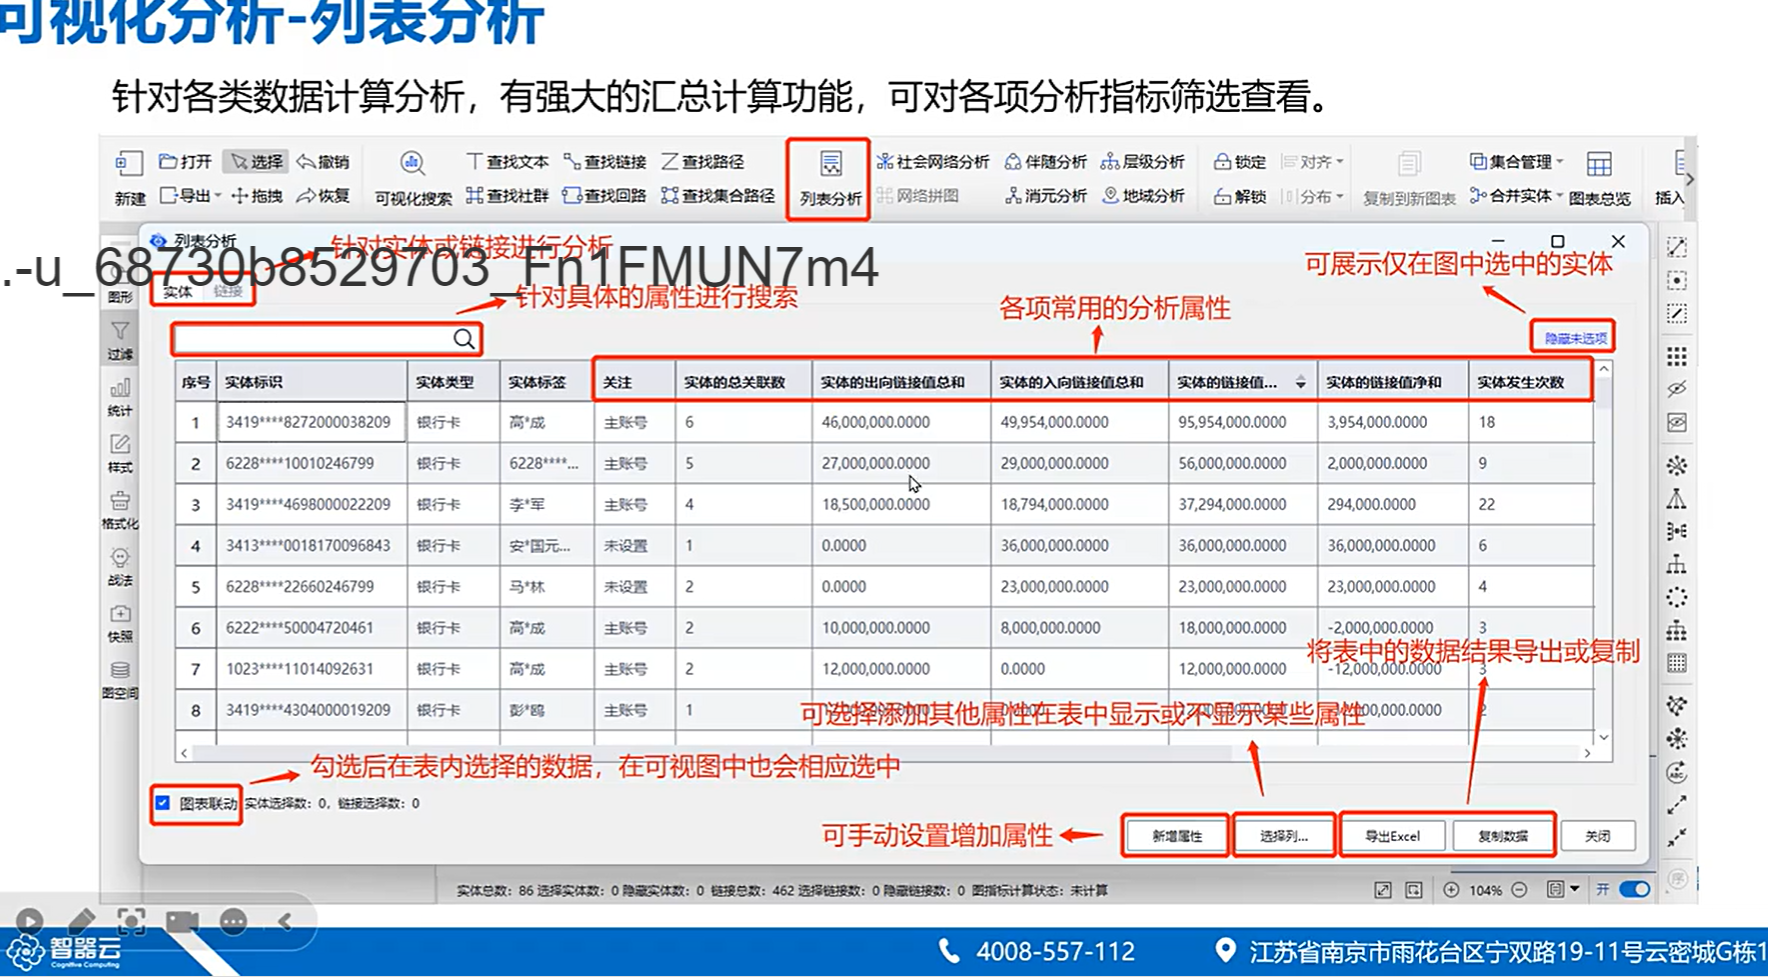 可视化分析-列表分析
针对各类数据计算分析，有强大的汇总计算功能，可对各项分析指标筛选查看。
打开 选择 撤销 查找文本 查找链接 查找路径 社会网络分析 伴随分析 层级分析 锁定 对齐 集合管理
新建 导出 拖拽 恢复 可视化搜索 查找社群 查找回路 查找集合路径 列表分析 网络拼图 消元分析 地域分析 解锁 分布 复制到新图表 合并实体 图表总览 插入
列表分析
针对实体或链接进行分析
.-u_68730b8529703_Fn1FMUN7m4
可展示仅在图中选中的实体
实体 链接
针对具体的属性进行搜索
各项常用的分析属性
隐藏未选项
图形
过滤
统计
样式
格式化
战法
快照
图空间
序号 实体标识 实体类型 实体标签 关注 实体的总关联数 实体的出向链接值总和 实体的入向链接值总和 实体的链接值... 实体的链接值净和 实体发生次数
1 3419****8272000038209 银行卡 高*成 主账号 6 46,000,000.0000 49,954,000.0000 95,954,000.0000 3,954,000.0000 18
2 6228****10010246799 银行卡 6228****... 主账号 5 27,000,000.0000 29,000,000.0000 56,000,000.0000 2,000,000.0000 9
3 3419****4698000022209 银行卡 李*军 主账号 4 18,500,000.0000 18,794,000.0000 37,294,000.0000 294,000.0000 22
4 3413****0018170096843 银行卡 安*国元... 未设置 1 0.0000 36,000,000.0000 36,000,000.0000 36,000,000.0000 6
5 6228****22660246799 银行卡 马*林 未设置 2 0.0000 23,000,000.0000 23,000,000.0000 23,000,000.0000 4
6 6222****50004720461 银行卡 高*成 主账号 2 10,000,000.0000 8,000,000.0000 18,000,000.0000 -2,000,000.0000 3
将表中的数据结果导出或复制
7 1023****11014092631 银行卡 高*成 主账号 2 12,000,000.0000 0.0000 12,000,000.0000 -12,000,000.0000 3
8 3419****4304000019209 银行卡 彭*鸥 主账号 1
可选择添加其他属性在表中显示或不显示某些属性
勾选后在表内选择的数据，在可视图中也会相应选中
图表联动 实体选择数：0，链接选择数：0
可手动设置增加属性
新增属性 选择列... 导出Excel 复制数据 关闭
实体总数：86 选择实体数：0 隐藏实体数：0 链接总数：462 选择链接数：0 隐藏链接数：0 图指标计算状态：未计算
104% 开
智器云
Cognitive Computing
4008-557-112
江苏省南京市雨花台区宁双路19-11号云密城G栋1